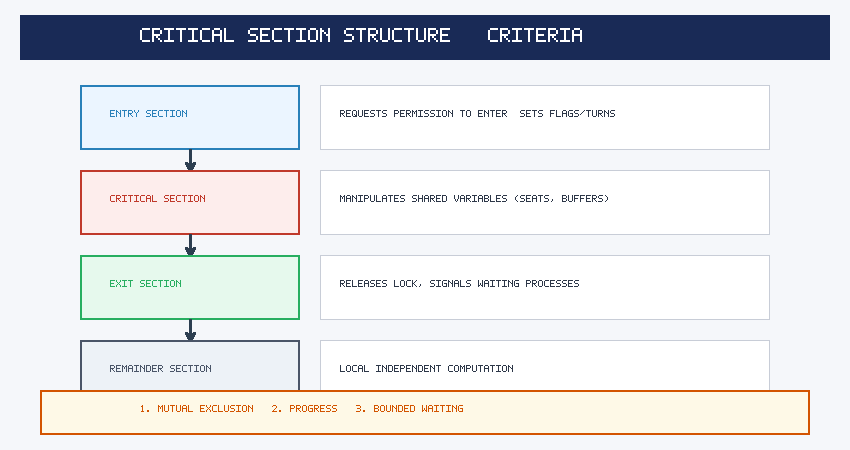 CRITICAL SECTION STRUCTURE   CRITERIA
ENTRY SECTION
REQUESTS PERMISSION TO ENTER  SETS FLAGS/TURNS
CRITICAL SECTION
MANIPULATES SHARED VARIABLES (SEATS, BUFFERS)
EXIT SECTION
RELEASES LOCK, SIGNALS WAITING PROCESSES
REMAINDER SECTION
LOCAL INDEPENDENT COMPUTATION
1. MUTUAL EXCLUSION   2. PROGRESS   3. BOUNDED WAITING